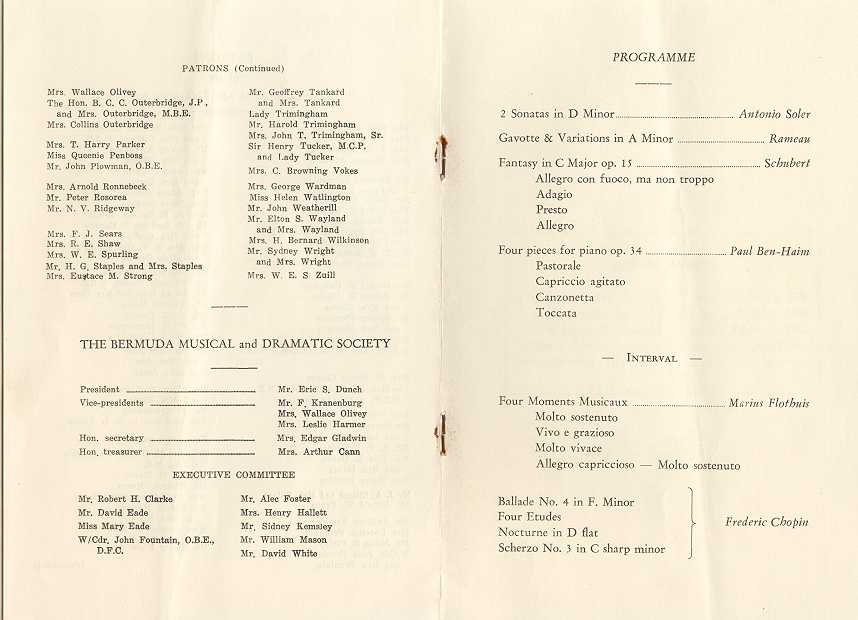 PATRONS (Continued)
Mrs. Wallace Olivey
The Hon. B. C. C. Outerbridge, J.P,
and Mrs. Outerbridge, M.B.E.
Mrs. Collins Outerbridge
Mrs. T. Harry Parker
Miss Queenie Penboss
Mr. John Plowman, O.B.E.
Mrs. Arnold Ronnebeck
Mr. Peter Rosorea
Mr. N. V. Ridgeway
Mrs. F. J. Sears
Mrs. R. E. Shaw
Mrs. W. E. Spurling
Mr. H. G. Staples and Mrs. Staples
Mrs. Eustace M. Strong
Mr. Geoffrey Tankard
and Mrs. Tankard
Lady Trimingham
Mr. Harold Trimingham
Mrs. John T. Trimingham, Sr.
Sir Henry Tucker, M.C.P.
and Lady Tucker
Mrs. C. Browning Vokes
Mrs. George Wardman
Miss Helen Watlington
Mr. John Weatherill
Mr. Elton S. Wayland
and Mrs. Wayland
Mrs. H. Bernard Wilkinson
Mr. Sydney Wright
and Mrs. Wright
Mrs. W. E. S. Zuill
THE BERMUDA MUSICAL and DRAMATIC SOCIETY
President Mr. Eric S. Dunch
Vice-presidents Mr. F. Kranenburg
Mrs. Wallace Olivey
Mrs. Leslie Harmer
Hon. secretary Mrs. Edgar Gladwin
Hon. treasurer Mrs. Arthur Cann
EXECUTIVE COMMITTEE
Mr. Robert H. Clarke
Mr. David Eade
Miss Mary Eade
W/Cdr. John Fountain, O.B.E.,
D.F.C.
Mr. Alec Foster
Mrs. Henry Hallett
Mr. Sidney Kemsley
Mr. William Mason
Mr. David White
PROGRAMME
2 Sonatas in D Minor Antonio Soler
Gavotte & Variations in A Minor Rameau
Fantasy in C Major op. 15 Schubert
Allegro con fuoco, ma non troppo
Adagio
Presto
Allegro
Four pieces for piano op. 34 Paul Ben-Haim
Pastorale
Capriccio agitato
Canzonetta
Toccata
— INTERVAL —
Four Moments Musicaux Marius Flothuis
Molto sostenuto
Vivo e grazioso
Molto vivace
Allegro capriccioso — Molto sostenuto
Ballade No. 4 in F. Minor
Four Etudes
Nocturne in D flat
Scherzo No. 3 in C sharp minor
Frederic Chopin